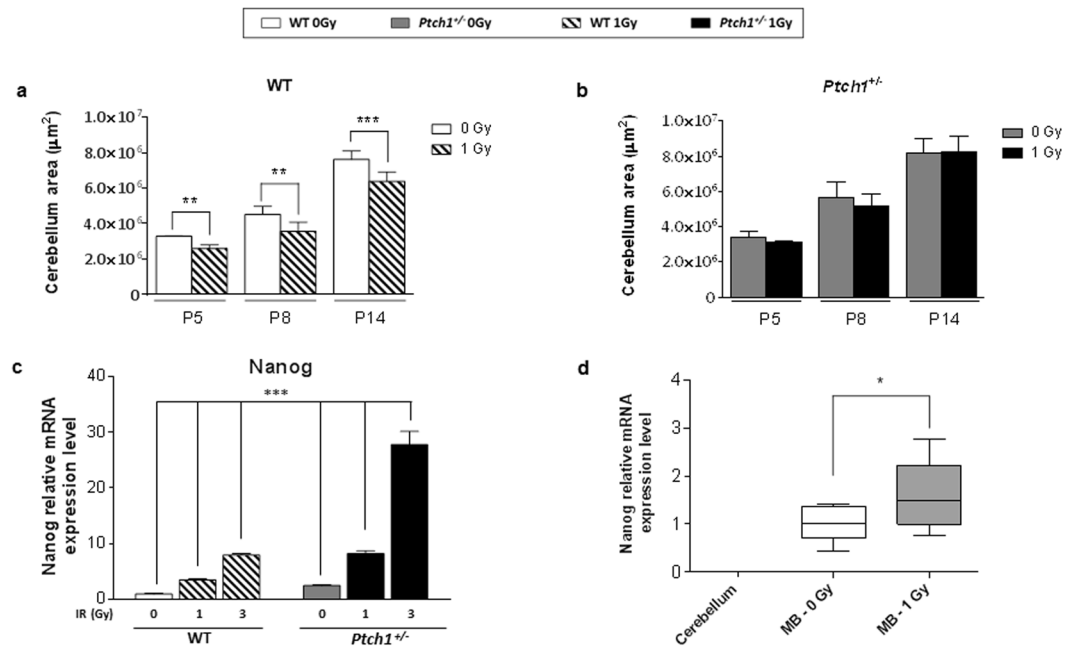 WT 0Gy Ptch1+/- 0Gy WT 1Gy Ptch1+/- 1Gy
a
WT
Cerebellum area (µm²)
1.0×10⁷
8.0×10⁶
6.0×10⁶
4.0×10⁶
2.0×10⁶
0
**
**
***
P5 P8 P14
0 Gy
1 Gy
b
Ptch1+/-
Cerebellum area (µm²)
1.0×10⁷
8.0×10⁶
6.0×10⁶
4.0×10⁶
2.0×10⁶
0
P5 P8 P14
0 Gy
1 Gy
c
Nanog
Nanog relative mRNA
expression level
40
30
20
10
0
***
IR (Gy) 0 1 3 0 1 3
WT Ptch1+/-
d
Nanog relative mRNA
expression level
4
3
2
1
0
*
Cerebellum
MB - 0 Gy
MB - 1 Gy